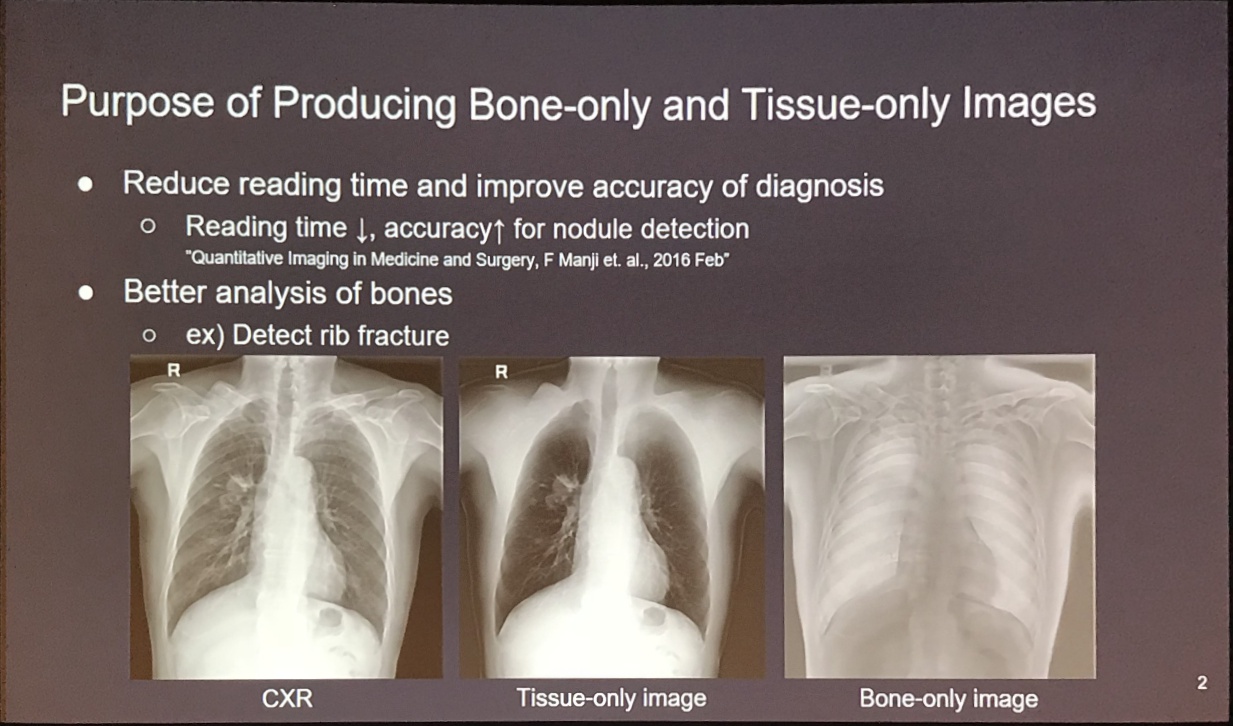 Purpose of Producing Bone-only and Tissue-only Images
● Reduce reading time and improve accuracy of diagnosis
○ Reading time ↓, accuracy↑ for nodule detection
"Quantitative Imaging in Medicine and Surgery, F Manji et. al., 2016 Feb"
● Better analysis of bones
○ ex) Detect rib fracture
R
R
CXR
Tissue-only image
Bone-only image
2